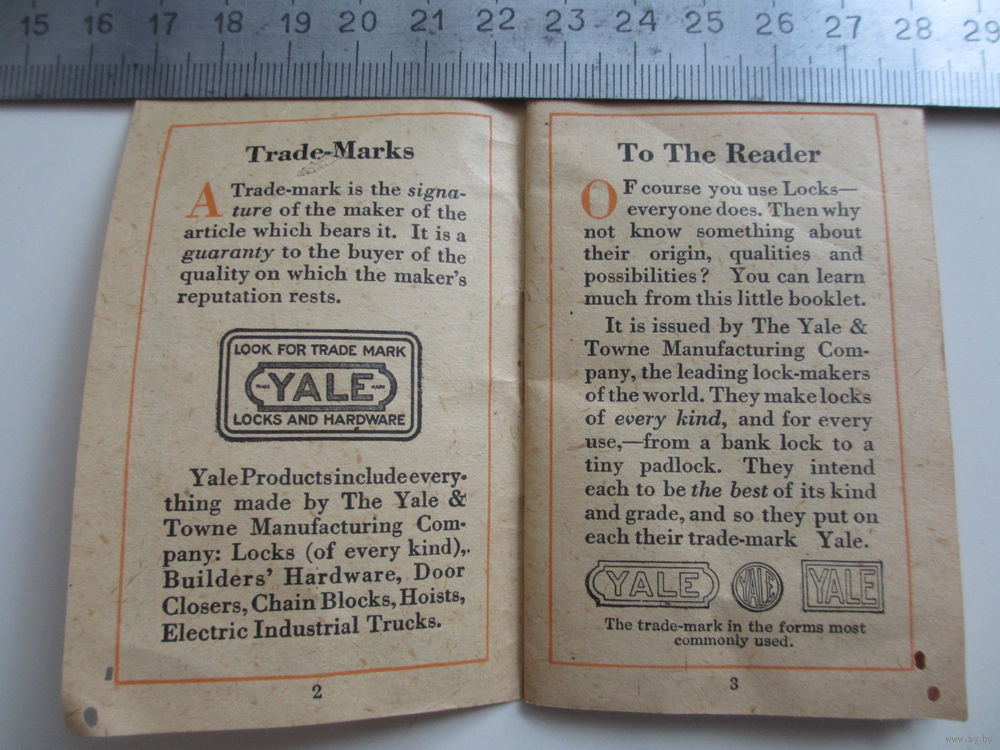 15 16 17 18 19 20 21 22 23 24 25 26 27 28 29
Trade-Marks
A Trade-mark is the signa-
ture of the maker of the
article which bears it. It is a
guaranty to the buyer of the
quality on which the maker's
reputation rests.
LOOK FOR TRADE MARK
TRADE YALE MARK
LOCKS AND HARDWARE
Yale Products include every-
thing made by The Yale &
Towne Manufacturing Com-
pany: Locks (of every kind),
Builders' Hardware, Door
Closers, Chain Blocks, Hoists,
Electric Industrial Trucks.
2
To The Reader
OF course you use Locks—
everyone does. Then why
not know something about
their origin, qualities and
possibilities? You can learn
much from this little booklet.
It is issued by The Yale &
Towne Manufacturing Com-
pany, the leading lock-makers
of the world. They make locks
of every kind, and for every
use,—from a bank lock to a
tiny padlock. They intend
each to be the best of its kind
and grade, and so they put on
each their trade-mark Yale.
YALE YALE YALE
The trade-mark in the forms most
commonly used.
3
www.ay.by